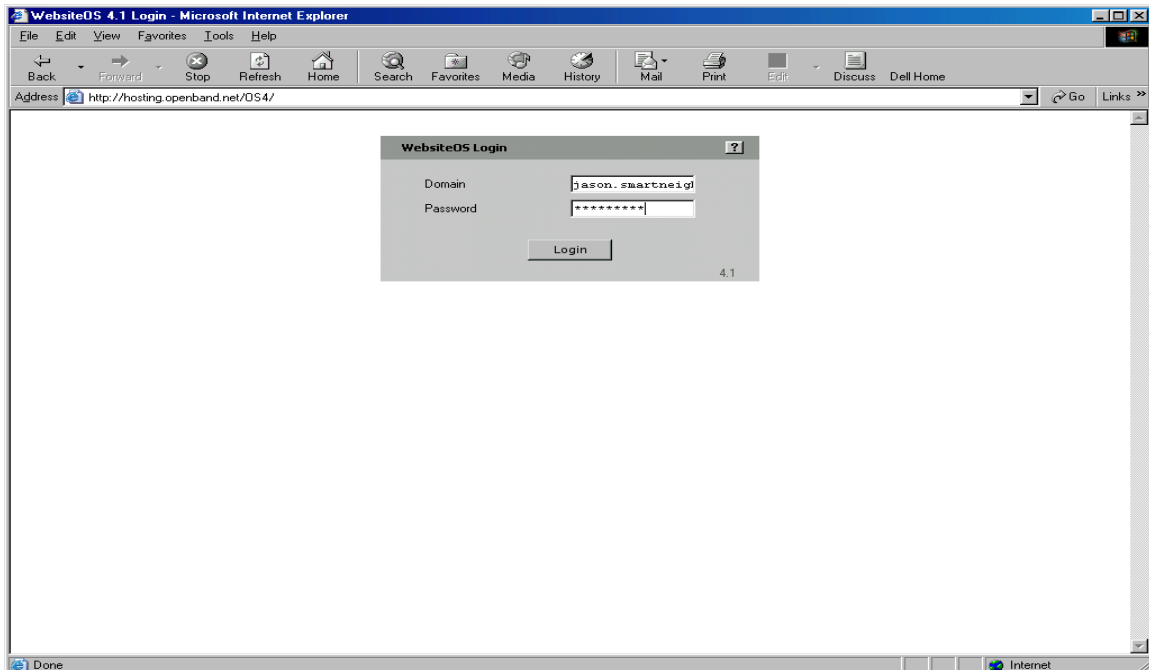 WebsiteOS 4.1 Login - Microsoft Internet Explorer
File Edit View Favorites Tools Help
Back Forward Stop Refresh Home Search Favorites Media History Mail Print Edit Discuss Dell Home
Address http://hosting.openband.net/OS4/ Go Links »
WebsiteOS Login ?
Domain jason.smartneigh
Password *********
Login
4.1
Done Internet